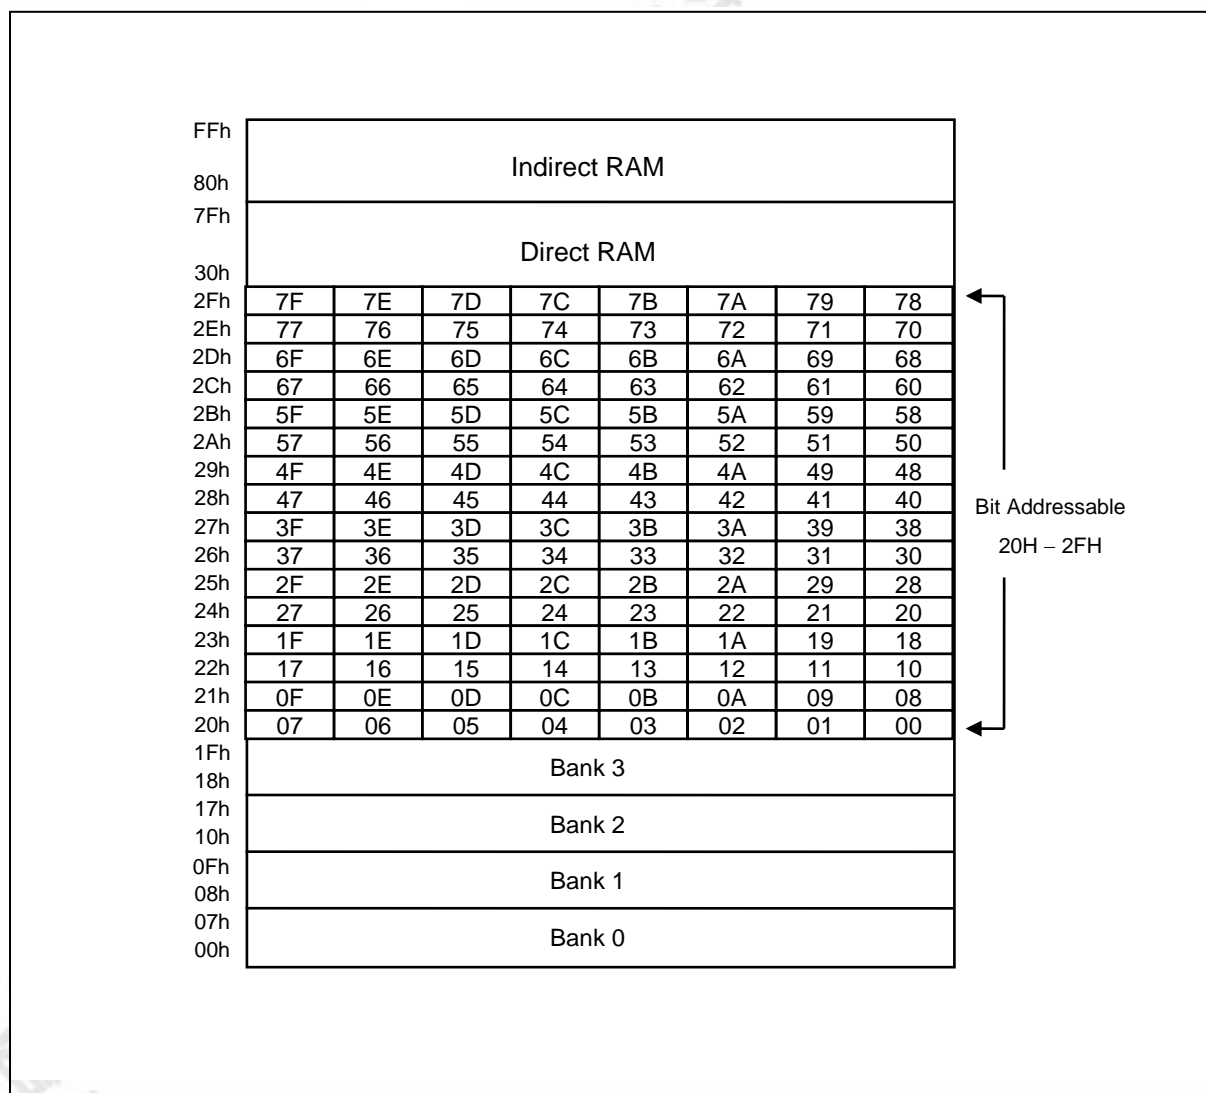 FFh
Indirect RAM
80h
7Fh
Direct RAM
30h
2Fh 7F 7E 7D 7C 7B 7A 79 78
2Eh 77 76 75 74 73 72 71 70
2Dh 6F 6E 6D 6C 6B 6A 69 68
2Ch 67 66 65 64 63 62 61 60
2Bh 5F 5E 5D 5C 5B 5A 59 58
2Ah 57 56 55 54 53 52 51 50
29h 4F 4E 4D 4C 4B 4A 49 48
28h 47 46 45 44 43 42 41 40
Bit Addressable
27h 3F 3E 3D 3C 3B 3A 39 38
20H – 2FH
26h 37 36 35 34 33 32 31 30
25h 2F 2E 2D 2C 2B 2A 29 28
24h 27 26 25 24 23 22 21 20
23h 1F 1E 1D 1C 1B 1A 19 18
22h 17 16 15 14 13 12 11 10
21h 0F 0E 0D 0C 0B 0A 09 08
20h 07 06 05 04 03 02 01 00
1Fh
Bank 3
18h
17h
Bank 2
10h
0Fh
Bank 1
08h
07h
Bank 0
00h